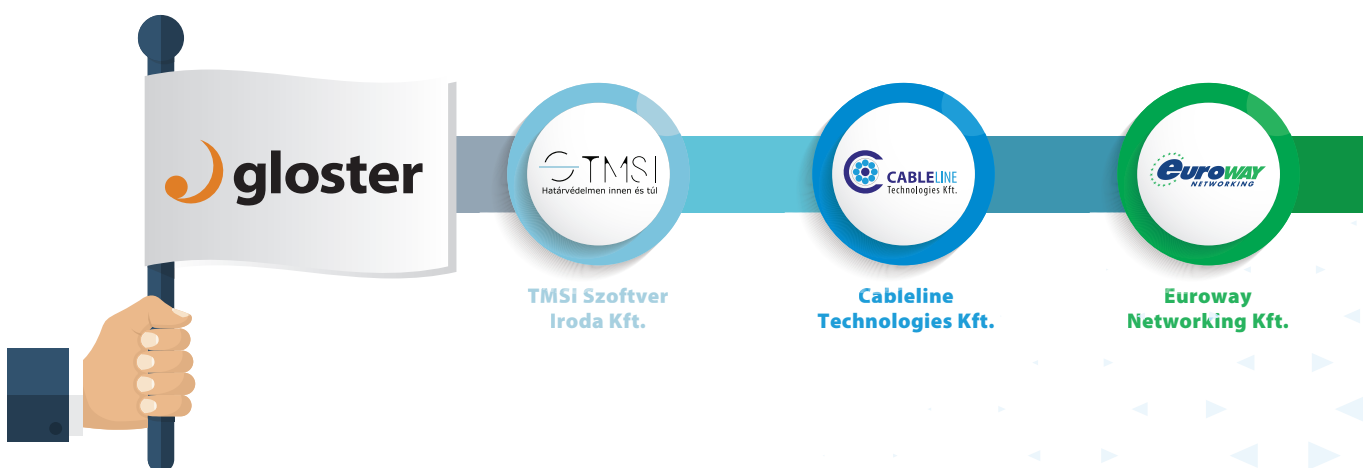 gloster
TMSI
Határvédelmen innen és túl
CABLELINE
Technologies Kft.
euroway
NETWORKING
TMSi Szoftver
Iroda Kft.
Cableline
Technologies Kft.
Euroway
Networking Kft.